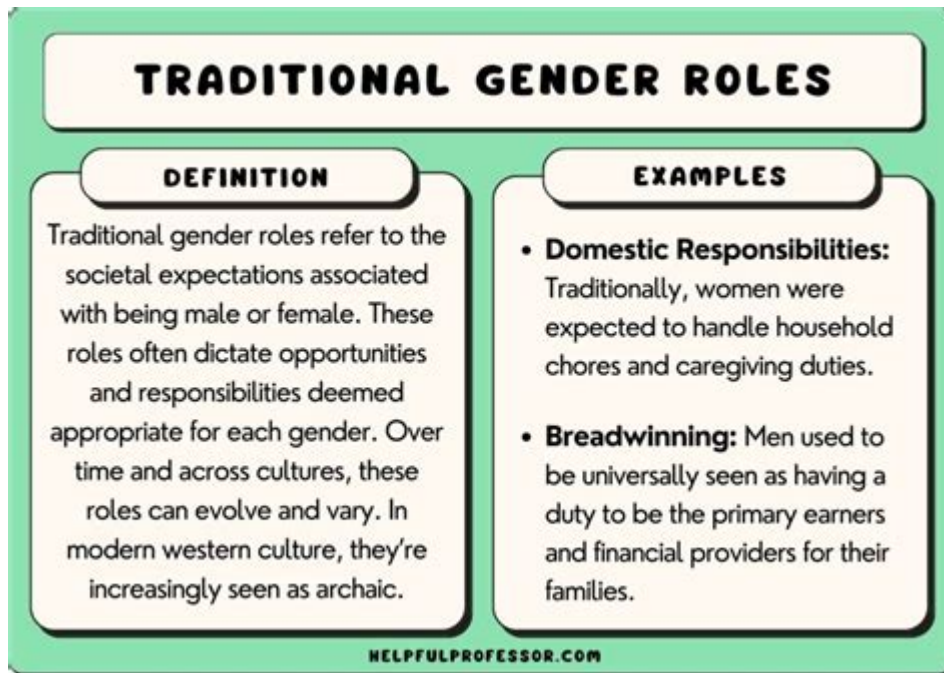 TRADITIONAL GENDER ROLES
DEFINITION
Traditional gender roles refer to the
societal expectations associated
with being male or female. These
roles often dictate opportunities
and responsibilities deemed
appropriate for each gender. Over
time and across cultures, these
roles can evolve and vary. In
modern western culture, they're
increasingly seen as archaic.
EXAMPLES
• Domestic Responsibilities:
Traditionally, women were
expected to handle household
chores and caregiving duties.
• Breadwinning: Men used to
be universally seen as having a
duty to be the primary earners
and financial providers for their
families.
HELPFULPROFESSOR.COM